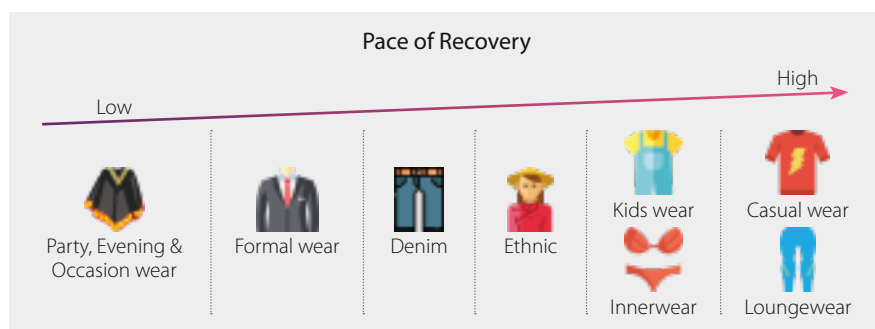 Pace of Recovery
High
Low
Party, Evening &
Occasion wear
Formal wear
Denim
Ethnic
Kids wear
Innerwear
Casual wear
Loungewear